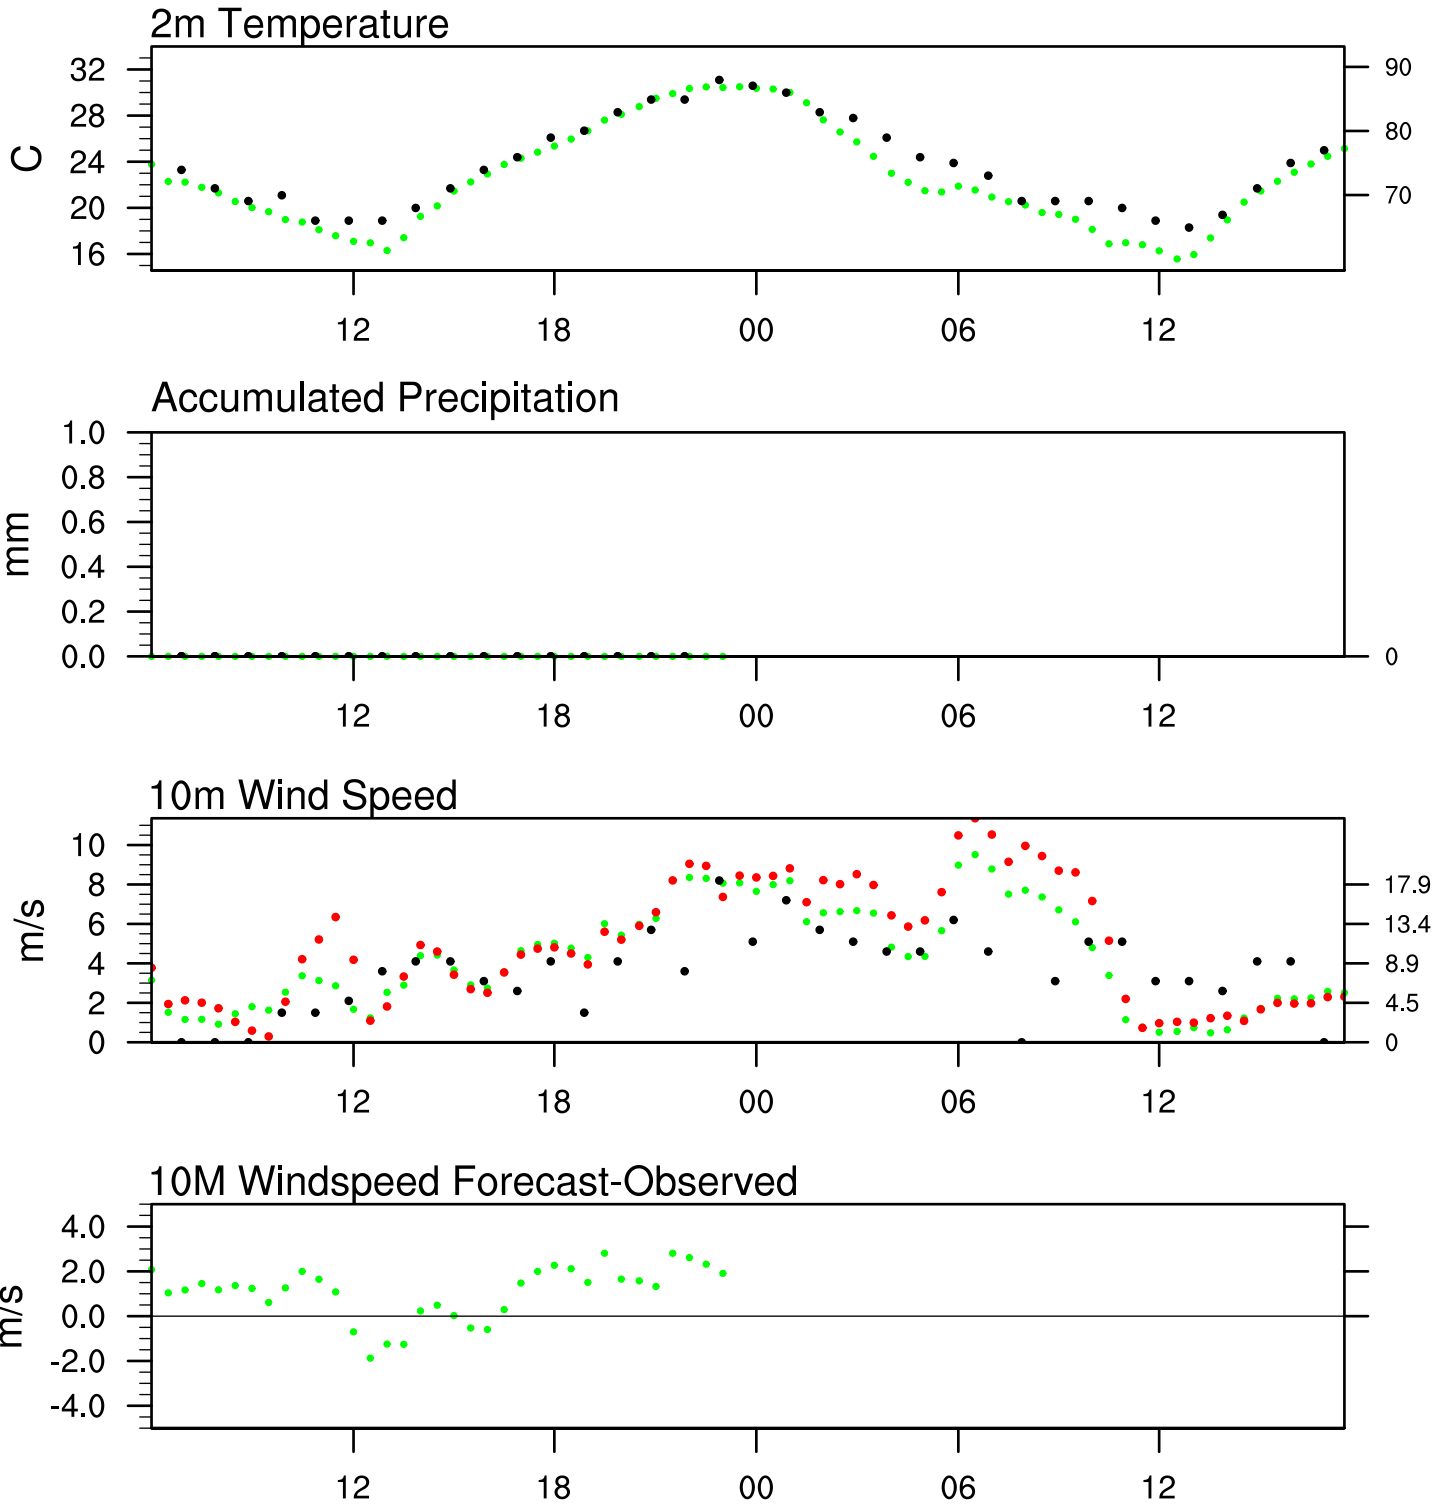 2m Temperature
32
28
24
20
16
C
90
80
70
12 18 00 06 12
Accumulated Precipitation
1.0
0.8
0.6
0.4
0.2
0.0
mm
0
12 18 00 06 12
10m Wind Speed
10
8
6
4
2
0
m/s
17.9
13.4
8.9
4.5
0
12 18 00 06 12
10M Windspeed Forecast-Observed
4.0
2.0
0.0
-2.0
-4.0
m/s
12 18 00 06 12